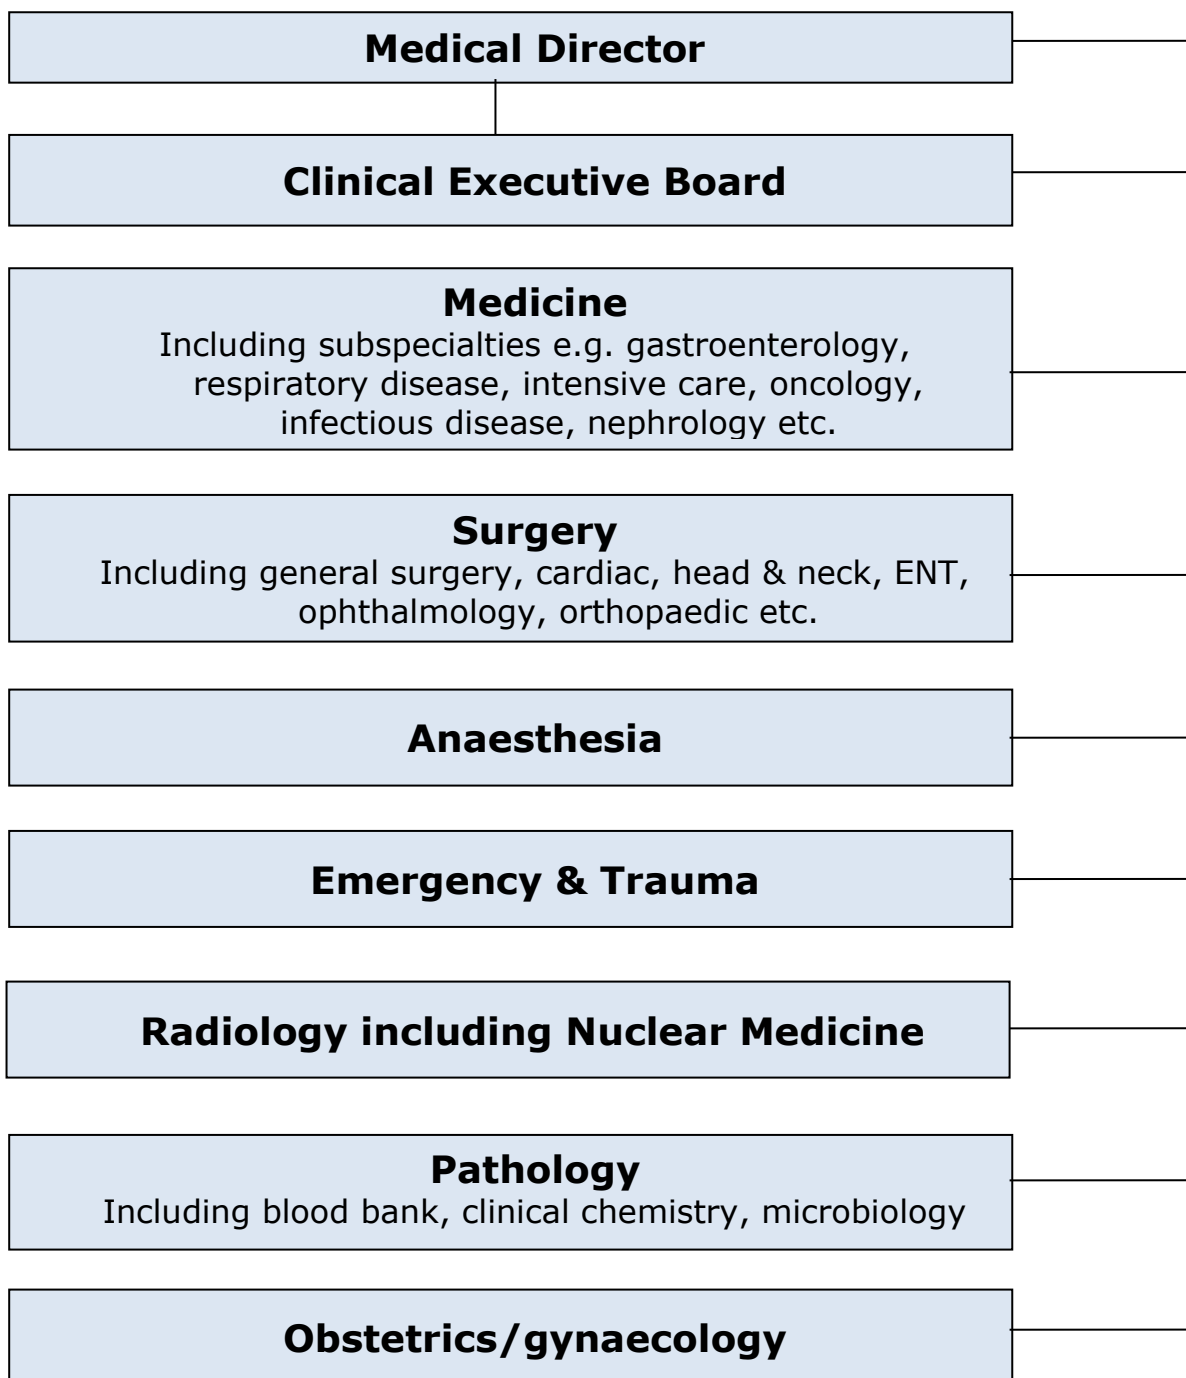 Medical Director
Clinical Executive Board
Medicine
Including subspecialties e.g. gastroenterology,
respiratory disease, intensive care, oncology,
infectious disease, nephrology etc.
Surgery
Including general surgery, cardiac, head & neck, ENT,
ophthalmology, orthopaedic etc.
Anaesthesia
Emergency & Trauma
Radiology including Nuclear Medicine
Pathology
Including blood bank, clinical chemistry, microbiology
Obstetrics/gynaecology